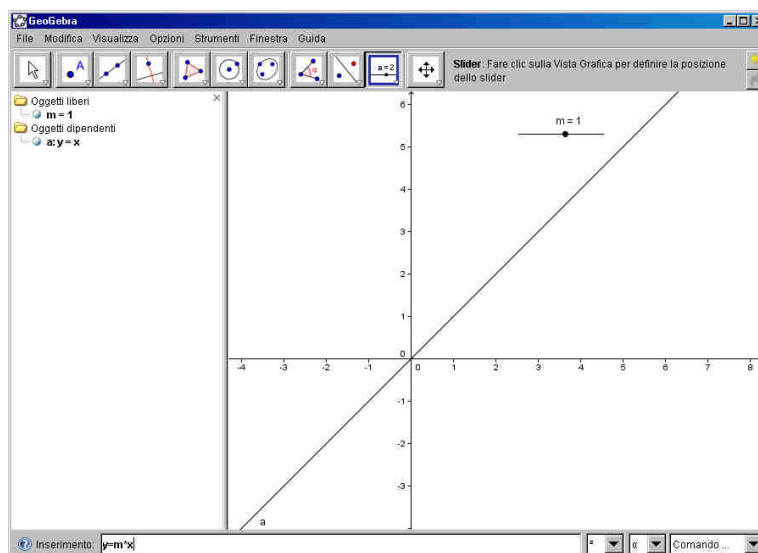 GeoGebra
File Modifica Visualizza Opzioni Strumenti Finestra Guida
A
α
a=2
Slider: Fare clic sulla Vista Grafica per definire la posizione
dello slider
Oggetti liberi
m = 1
Oggetti dipendenti
a: y = x
m = 1
6
5
4
3
2
1
0
-4 -3 -2 -1 0 1 2 3 4 5 6 7 8
-1
-2
-3
a
Inserimento: y=m*x
² α Comando ...